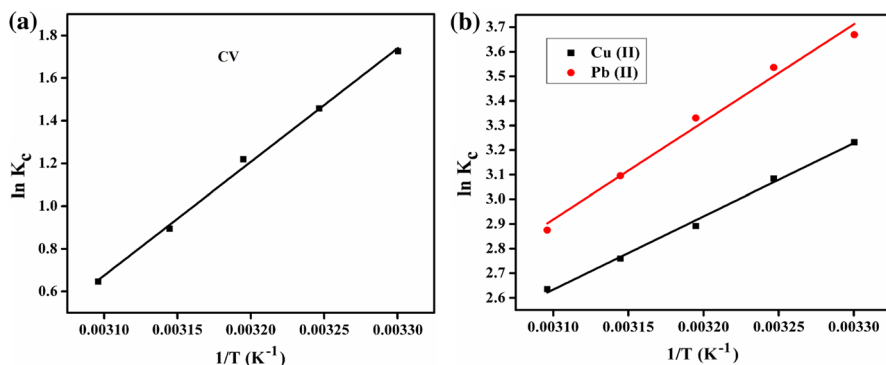 (a)
CV
ln Kc
1.8
1.6
1.4
1.2
1.0
0.8
0.6
0.00310 0.00315 0.00320 0.00325 0.00330
1/T (K-1)
(b)
Cu (II)
Pb (II)
ln Kc
3.7
3.6
3.5
3.4
3.3
3.2
3.1
3.0
2.9
2.8
2.7
2.6
0.00310 0.00315 0.00320 0.00325 0.00330
1/T (K-1)